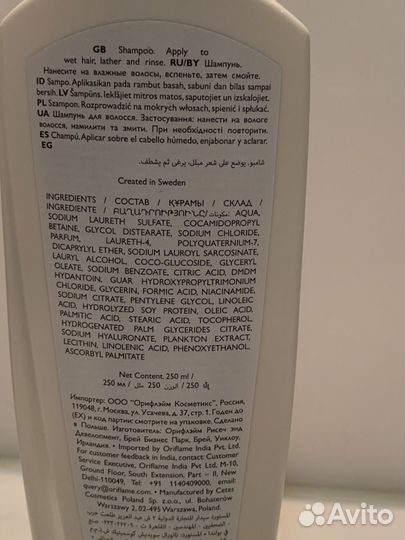 GB Shampoo. Apply to
wet hair, lather and rinse. RU/BY Шампунь.
Нанесите на влажные волосы, вспеньте, затем смойте.
ID Sampo, Aplikasikan pada rambut basah, sabuni dan bilas sampai
bersih. LV Šampūns. Ieklājiet mitros matos, saputojiet un izskalojiet.
PL Szampon. Rozprowadzić na mokrych włosach, spienić i spłukać.
UA Шампунь для волосся. Застосування: нанести на вологе
волосся, намилити та змити. При необхідності повторити.
ES Champú. Aplicar sobre el cabello húmedo, enjabonar y aclarar.
EG
شامبو. يوضع على شعر مبلل، يرغى ثم يشطف.
Created in Sweden
INGREDIENTS / СОСТАВ / ҚҰРАМЫ / СКЛАД /
INGREDIENTE / ԲԱՂԱԴՐՈՒԹՅՈՒՆԸ/ مكونات: AQUA,
SODIUM LAURETH SULFATE, COCAMIDOPROPYL
BETAINE, GLYCOL DISTEARATE, SODIUM CHLORIDE,
PARFUM, LAURETH-4, POLYQUATERNIUM-7,
DICAPRYLYL ETHER, SODIUM LAUROYL SARCOSINATE,
LAURYL ALCOHOL, COCO-GLUCOSIDE, GLYCERYL
OLEATE, SODIUM BENZOATE, CITRIC ACID, DMDM
HYDANTOIN, GUAR HYDROXYPROPYLTRIMONIUM
CHLORIDE, GLYCERIN, FORMIC ACID, NIACINAMIDE,
SODIUM CITRATE, PENTYLENE GLYCOL, LINOLEIC
ACID, HYDROLYZED SOY PROTEIN, OLEIC ACID,
PALMITIC ACID, STEARIC ACID, TOCOPHEROL,
HYDROGENATED PALM GLYCERIDES CITRATE,
SODIUM HYALURONATE, PLANKTON EXTRACT,
LECITHIN, LINOLENIC ACID, PHENOXYETHANOL,
ASCORBYL PALMITATE
Net Content. 250 ml /
250 мл / 250 مل / الوزن 250
Импортер: ООО "Орифлэйм Косметикс", Россия,
119048, г. Москва, ул. Усачева, д.37, стр.1. Годен до
(EX) и код партии: смотрите на упаковке. Сделано
в Польше. Изготовитель: Орифлэйм Рисеч энд
Девелопмент, Брей Бизнес Парк, Брей, Уиклоу,
Ирландия. • Imported by Oriflame India Pvt. Ltd.
For customer feedback in India, contact: Customer
Service Executive, Oriflame India Pvt Ltd, M-10,
Ground Floor, South Extension, Part – II, New
Delhi-110049, Tel: +91 1140409000, email:
query@oriflame.com • Manufactured by Cetes
Cosmetics Poland Sp. z o.o., ul. Bohaterów
Warszawy 2, 02-495 Warszawa, Poland
Avito